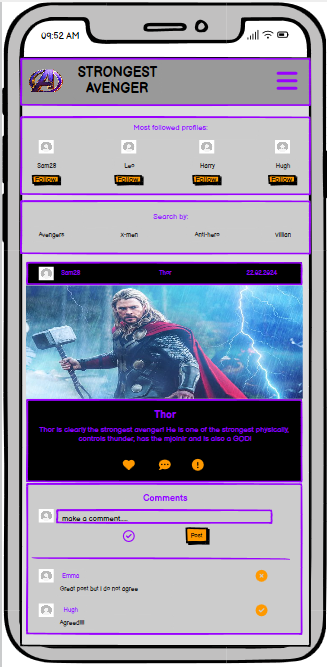 09:52 AM
STRONGEST
AVENGER
Most followed profiles:
Sam28 Leo Harry Hugh
Follow Follow Follow Follow
Search by:
Avengers x-men Anti-hero villian
Sam28 Thor 22.02.2024
Thor
Thor is clearly the strongest avenger! He is one of the strongest physically,
controls thunder, has the mjolnir and is also a GOD!
Comments
make a comment....
Post
Emma
Great post but I do not agree
Hugh
Agreed!!!